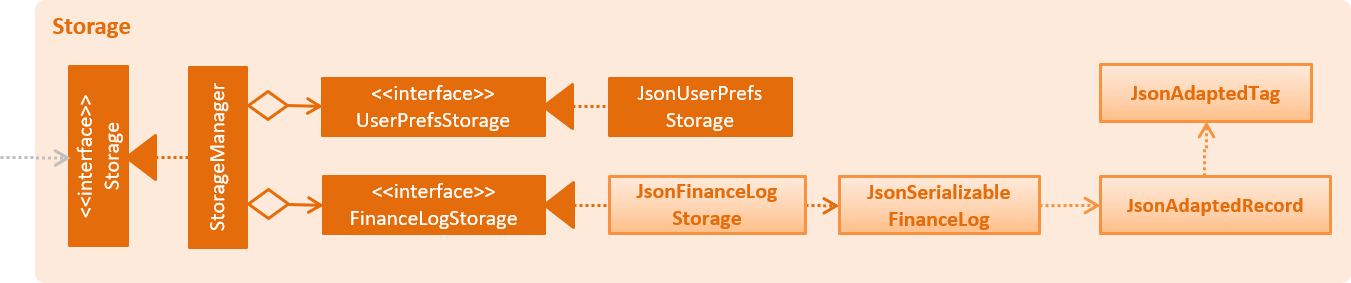 Storage
<<interface>>
Storage
StorageManager
<<interface>>
UserPrefsStorage
JsonUserPrefs
Storage
<<interface>>
FinanceLogStorage
JsonFinanceLog
Storage
JsonSerializable
FinanceLog
JsonAdaptedTag
JsonAdaptedRecord